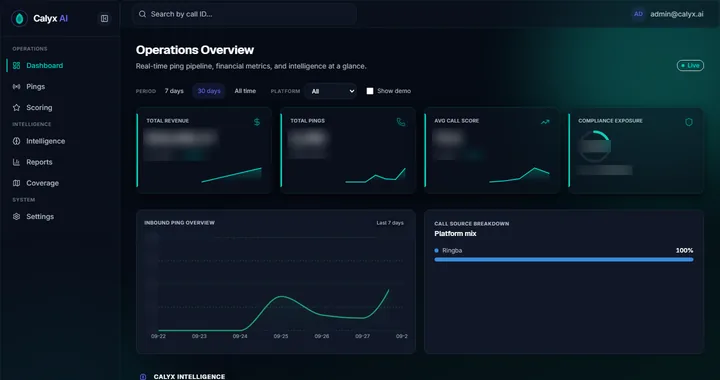 Calyx AI
Search by call ID...
AD admin@calyx.ai
OPERATIONS
Dashboard
Pings
Scoring
INTELLIGENCE
Intelligence
Reports
Coverage
SYSTEM
Settings
Operations Overview
Real-time ping pipeline, financial metrics, and intelligence at a glance.
Live
PERIOD 7 days 30 days All time PLATFORM All Show demo
TOTAL REVENUE
TOTAL PINGS
AVG CALL SCORE
COMPLIANCE EXPOSURE
INBOUND PING OVERVIEW Last 7 days
09-22 09-23 09-24 09-25 09-26 09-27 09-2
CALL SOURCE BREAKDOWN
Platform mix
Ringba 100%
CALYX INTELLIGENCE